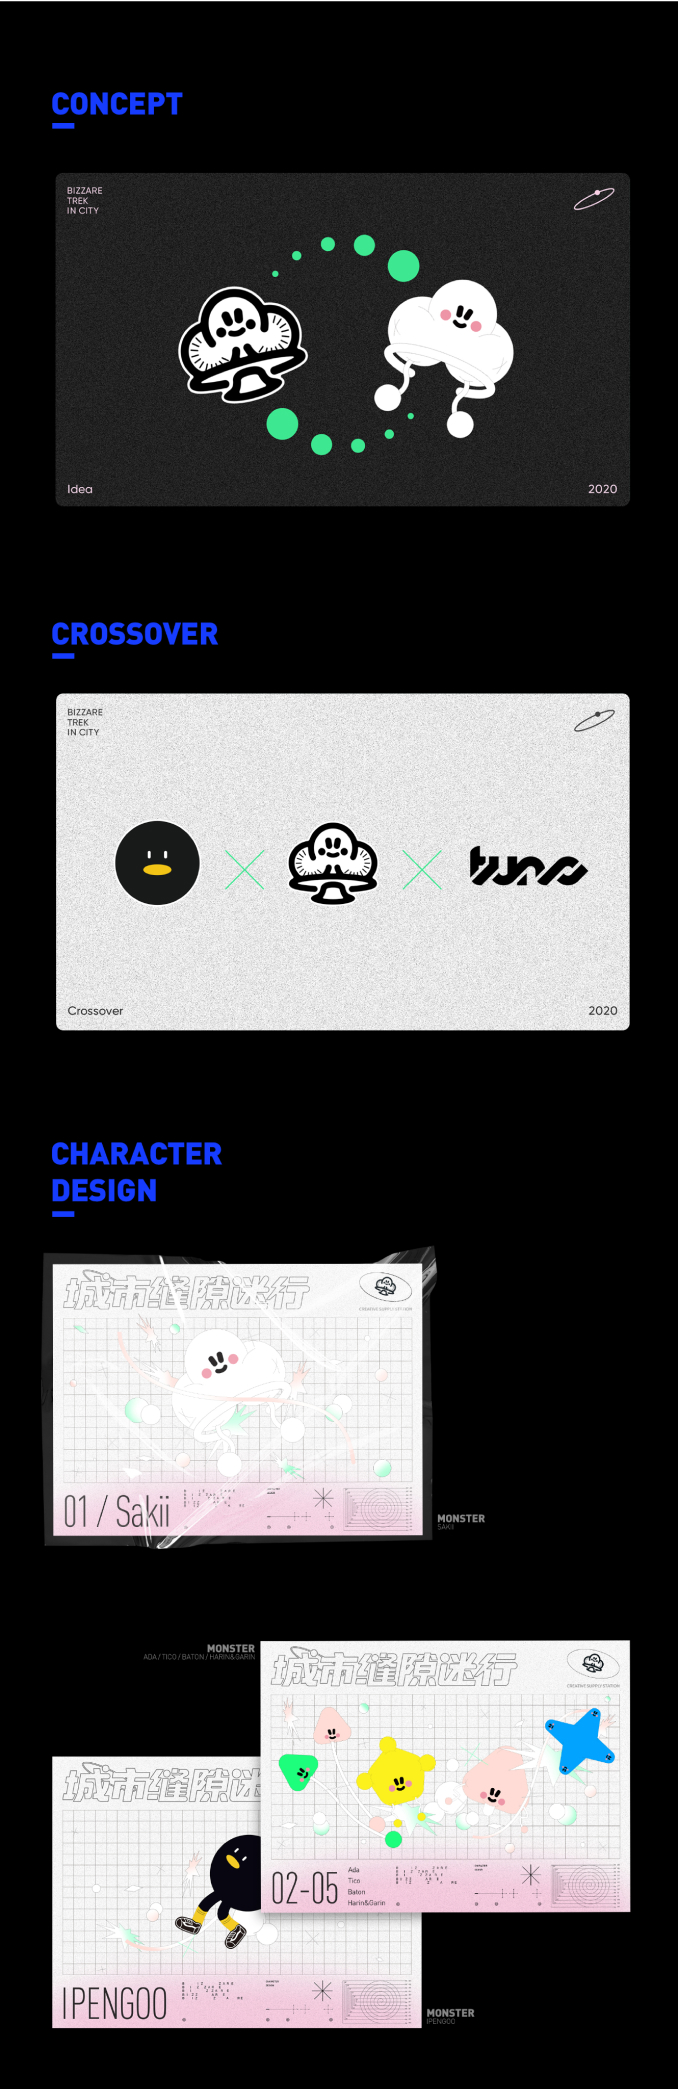 CONCEPT
BIZZARE
TREK
IN CITY
Idea
2020
CROSSOVER
BIZZARE
TREK
IN CITY
tuno
Crossover
2020
CHARACTER
DESIGN
城市缝隙迷行
CREATIVE SUPPLY STATION
01 / Sakii
MONSTER
SAKII
MONSTER
ADA / TICO / BATON / HARIN&GARIN
城市缝隙迷行
CREATIVE SUPPLY STATION
02-05
Ada
Tico
Baton
Harin&Garin
城市缝隙迷
IPENGOO
MONSTER
IPENGOO